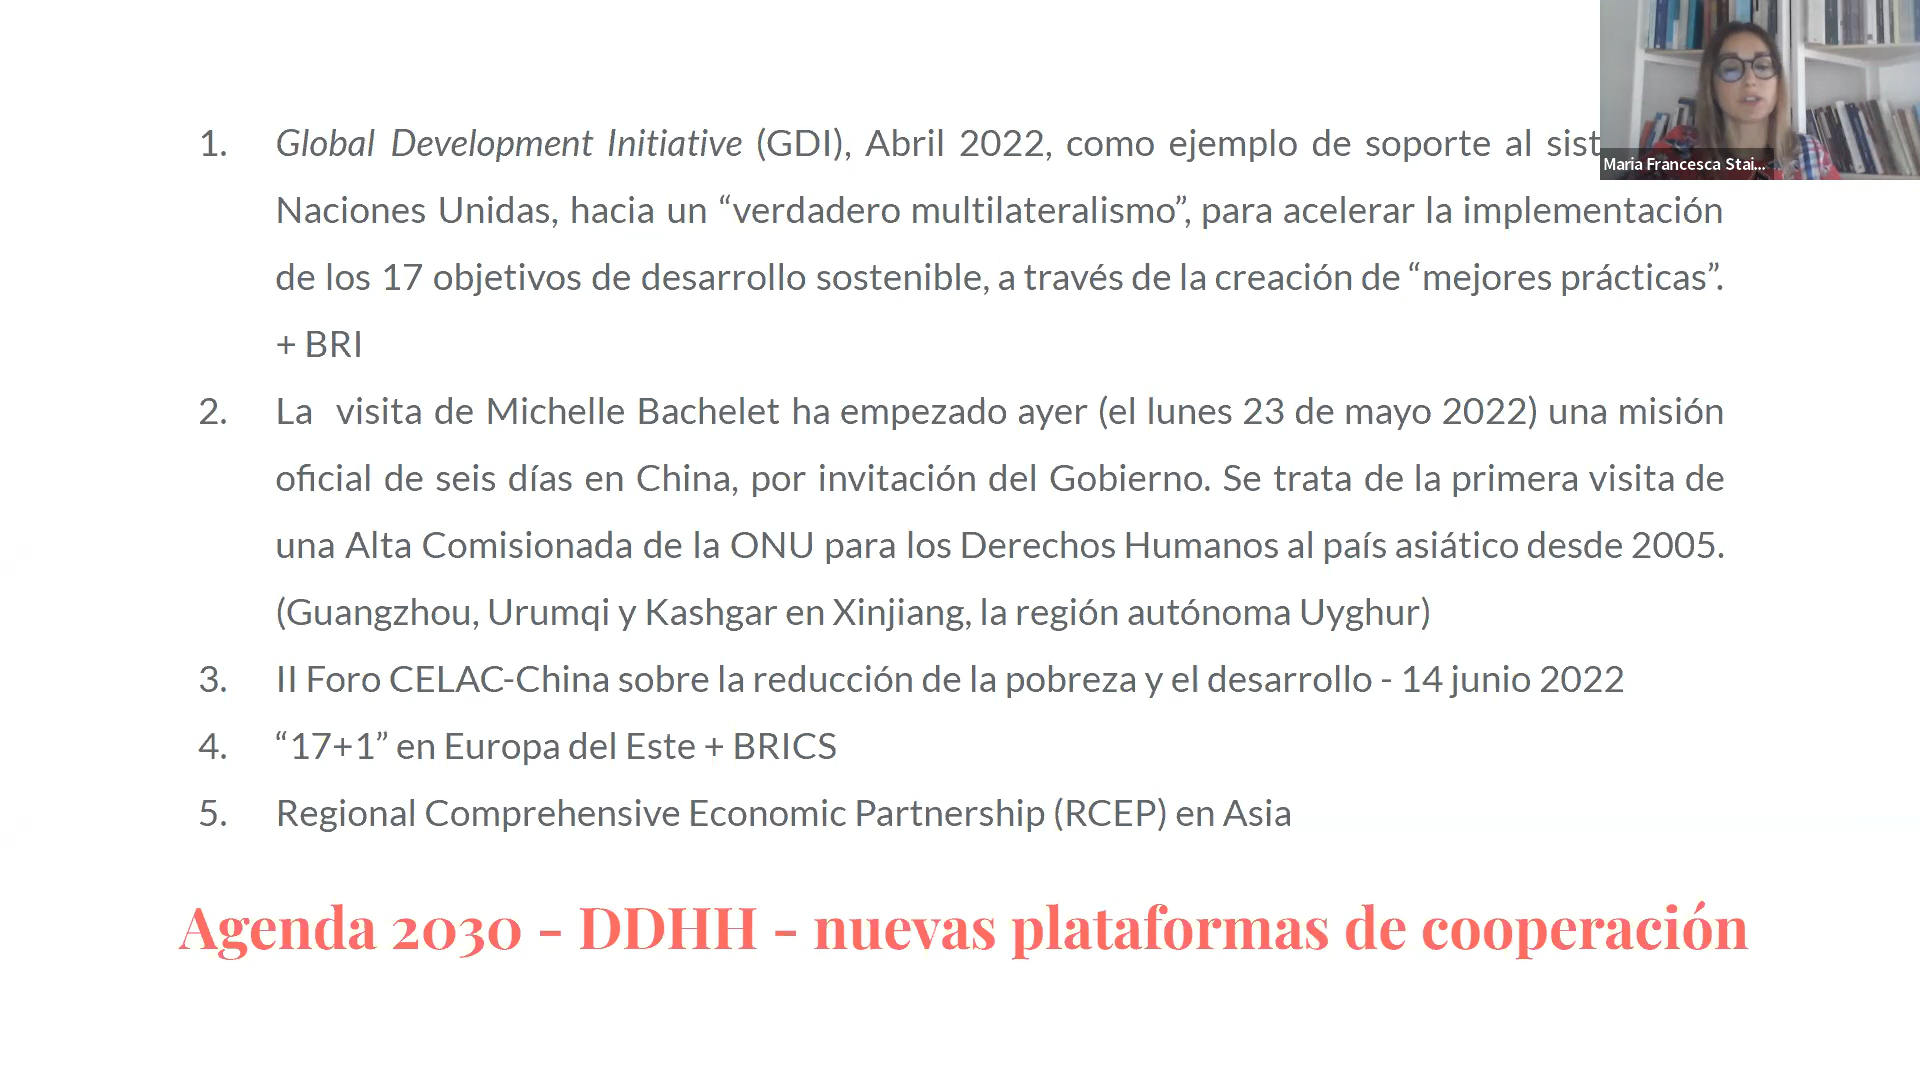 1. Global Development Initiative (GDI), Abril 2022, como ejemplo de soporte al
Naciones Unidas, hacia un “verdadero multilateralismo”, para acelerar la implementación
de los 17 objetivos de desarrollo sostenible, a través de la creación de “mejores prácticas”.
+ BRI
2. La visita de Michelle Bachelet ha empezado ayer (el lunes 23 de mayo 2022) una misión
oficial de seis días en China, por invitación del Gobierno. Se trata de la primera visita de
una Alta Comisionada de la ONU para los Derechos Humanos al país asiático desde 2005.
(Guangzhou, Urumqi y Kashgar en Xinjiang, la región autónoma Uyghur)
3. II Foro CELAC-China sobre la reducción de la pobreza y el desarrollo - 14 junio 2022
4. “17+1” en Europa del Este + BRICS
5. Regional Comprehensive Economic Partnership (RCEP) en Asia
Agenda 2030 - DDHH - nuevas plataformas de cooperación
Maria Francesca Stai...